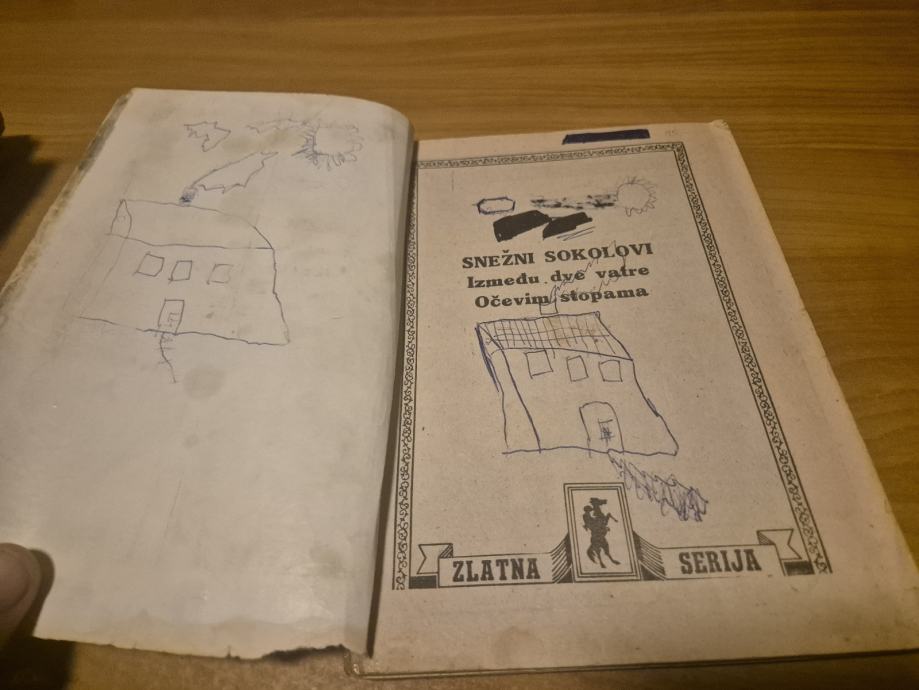 SNEŽNI SOKOLOVI
Između dve vatre
Očevim stopama
ZLATNA SERIJA